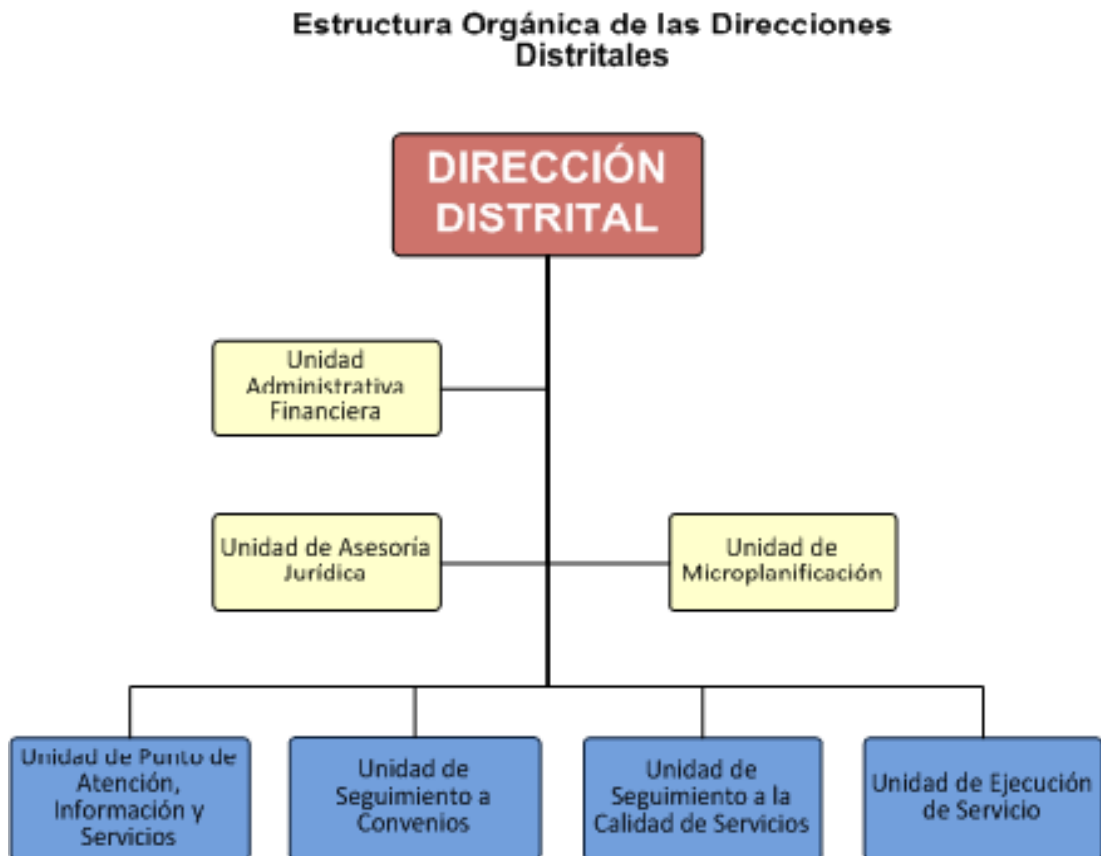 Estructura Orgánica de las Direcciones
Distritales
DIRECCIÓN
DISTRITAL
Unidad
Administrativa
Financiera
Unidad de Asesoría
Jurídica
Unidad de
Microplanificación
Unidad de Punto de
Atención,
Información y
Servicios
Unidad de
Seguimiento a
Convenios
Unidad de
Seguimiento a la
Calidad de Servicios
Unidad de Ejecución
de Servicio